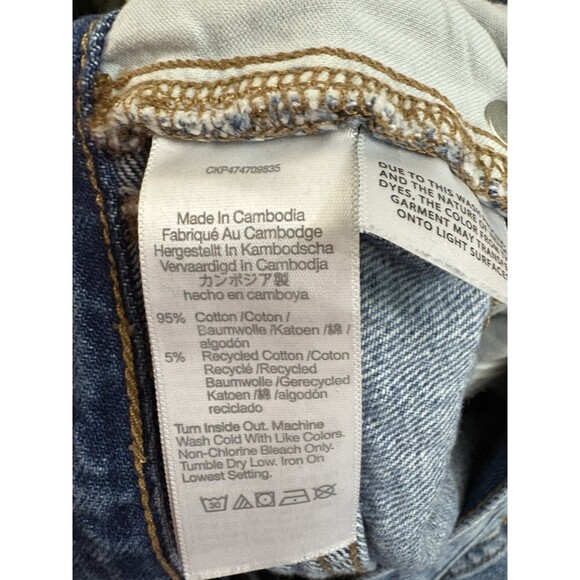 CKP474709835
Made In Cambodia
Fabriqué Au Cambodge
Hergestellt In Kambodscha
Vervaardigd In Cambodja
カンボジア製
hecho en camboya
95% Cotton /Coton /
Baumwolle /Katoen /綿 /
algodón
5% Recycled Cotton /Coton
Recyclé /Recycled
Baumwolle /Gerecycled
Katoen /綿 /algodón
reciclado
Turn Inside Out. Machine
Wash Cold With Like Colors.
Non-Chlorine Bleach Only.
Tumble Dry Low. Iron On
Lowest Setting.
30
DUE TO THIS WASH
AND THE NATURE OF
DYES, THE COLOR FROM
GARMENT MAY TRANSFER
ONTO LIGHT SURFACES